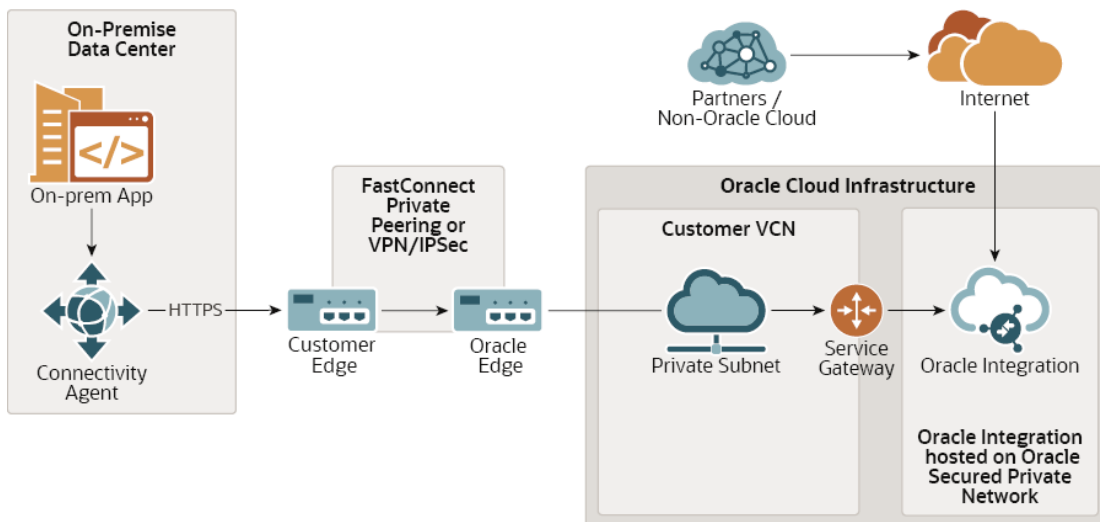 On-Premise
Data Center
</>
On-prem App
Connectivity
Agent
HTTPS
FastConnect
Private
Peering or
VPN/IPSec
Customer
Edge
Oracle
Edge
Partners /
Non-Oracle Cloud
Internet
Oracle Cloud Infrastructure
Customer VCN
Private Subnet
Service
Gateway
Oracle Integration
Oracle Integration
hosted on Oracle
Secured Private
Network